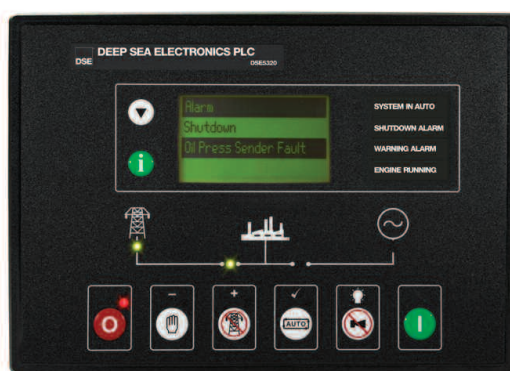 DEEP SEA ELECTRONICS PLC
DSE
DSE5320
Alarm
Shutdown
Oil Press Sender Fault
SYSTEM IN AUTO
SHUTDOWN ALARM
WARNING ALARM
ENGINE RUNNING
i
O
AUTO
I